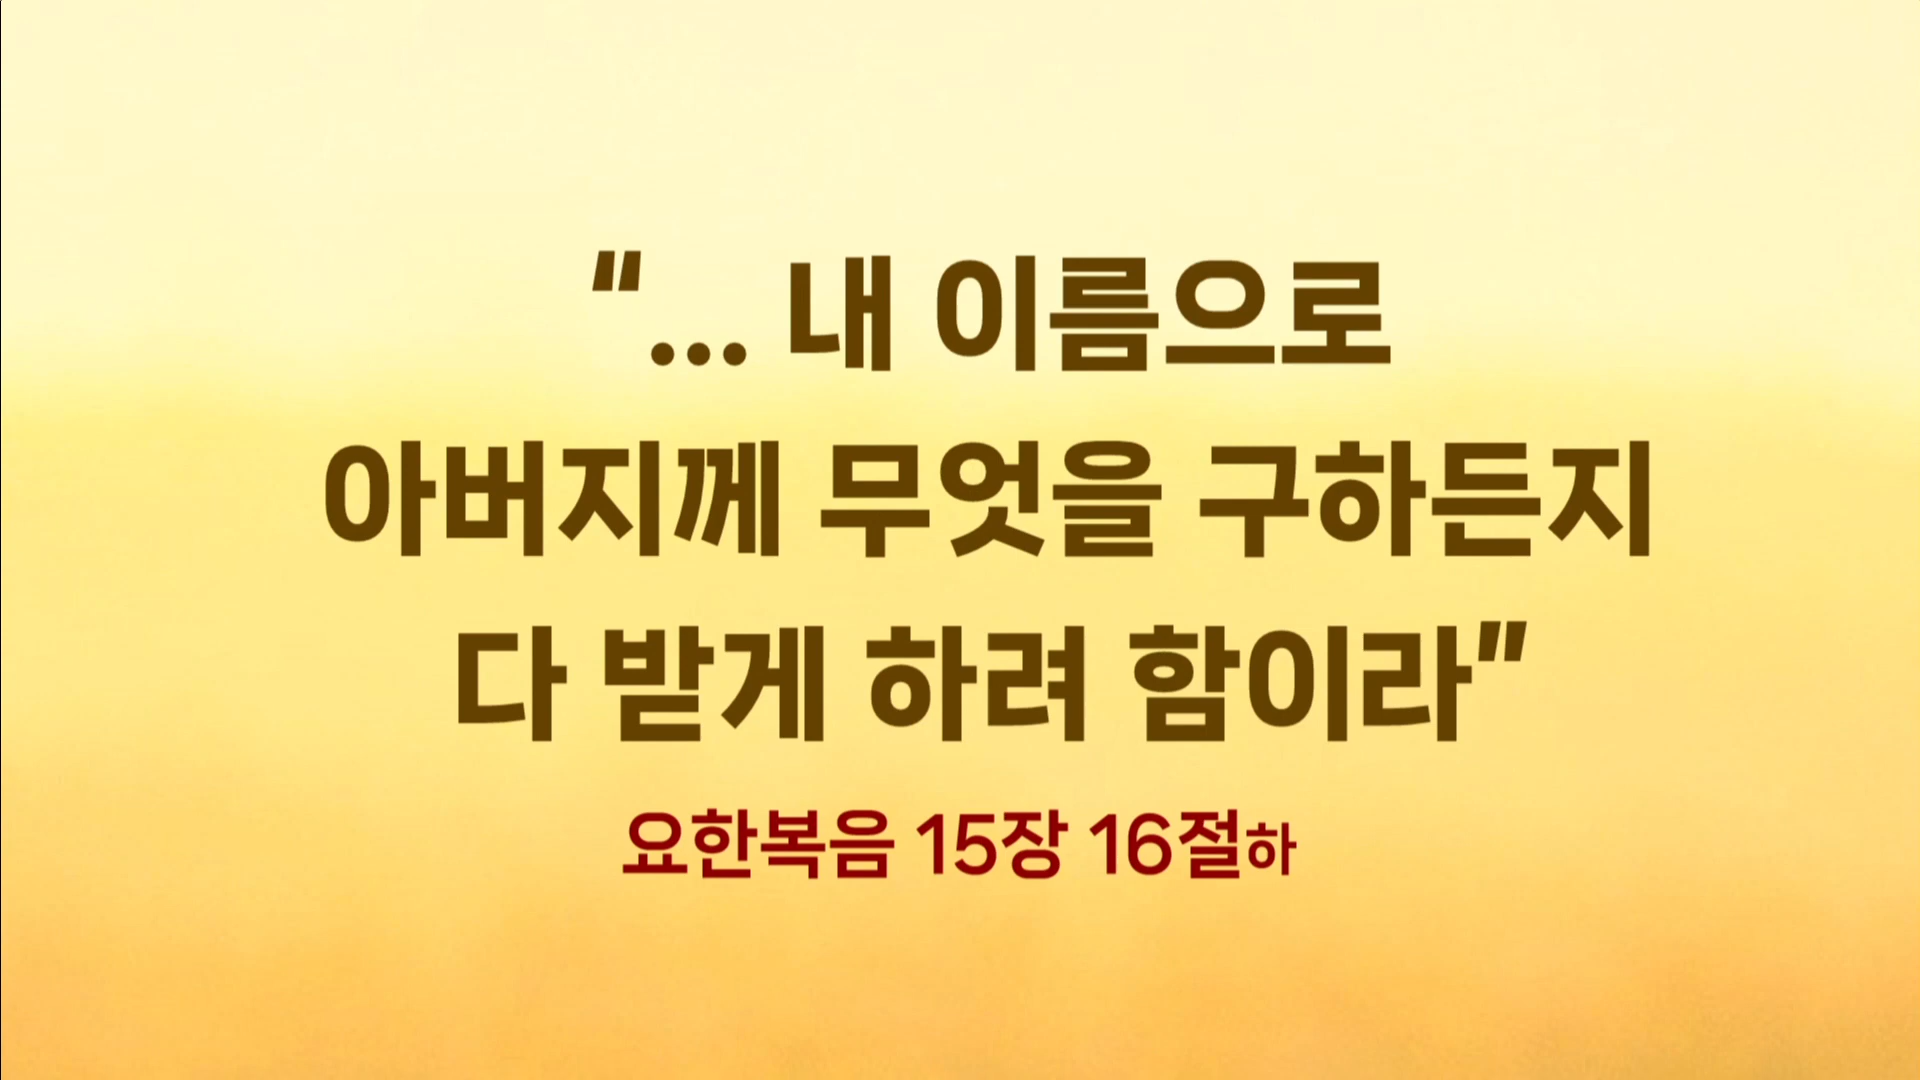 “... 내 이름으로
아버지께 무엇을 구하든지
다 받게 하려 함이라”
요한복음 15장 16절하